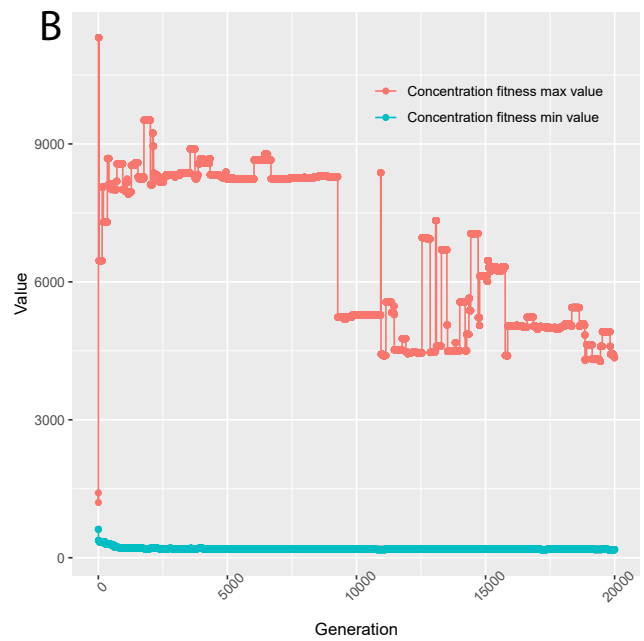 B
Concentration fitness max value
Concentration fitness min value
Value
9000
6000
3000
0
0
5000
10000
15000
20000
Generation